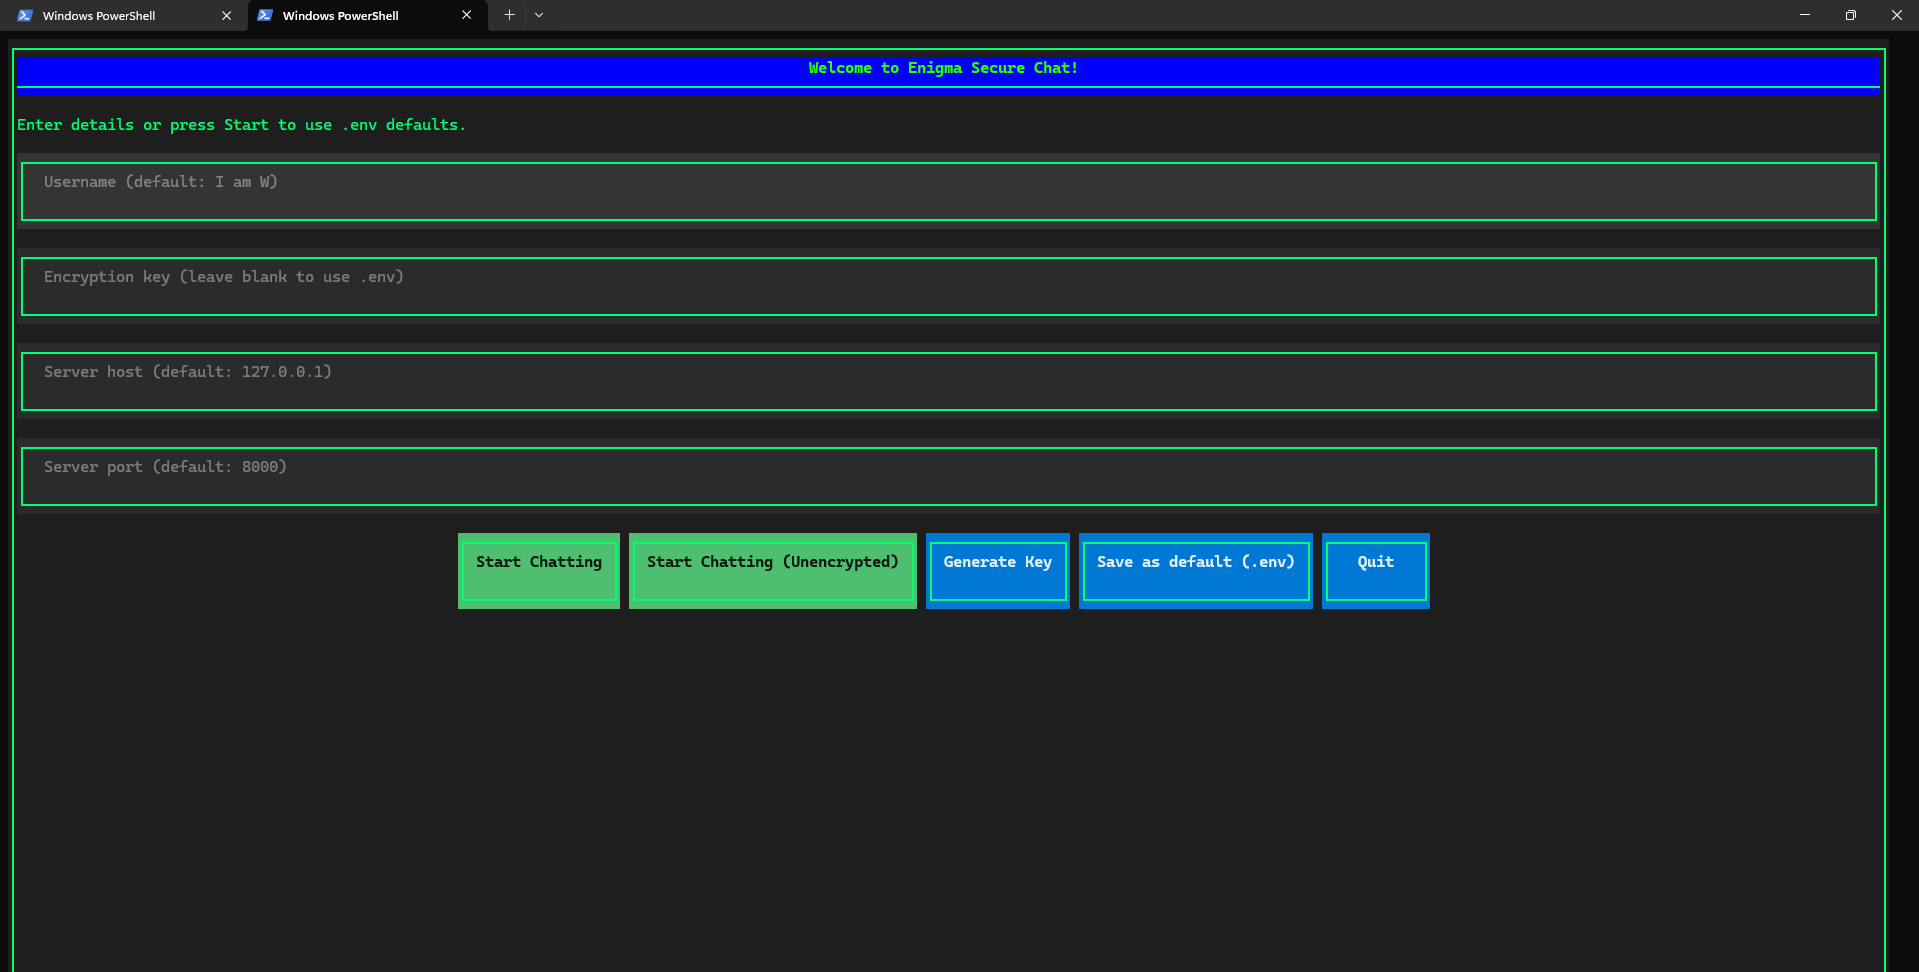 Windows PowerShell
Windows PowerShell
Welcome to Enigma Secure Chat!
Enter details or press Start to use .env defaults.
Username (default: I am W)
Encryption key (leave blank to use .env)
Server host (default: 127.0.0.1)
Server port (default: 8000)
Start Chatting
Start Chatting (Unencrypted)
Generate Key
Save as default (.env)
Quit